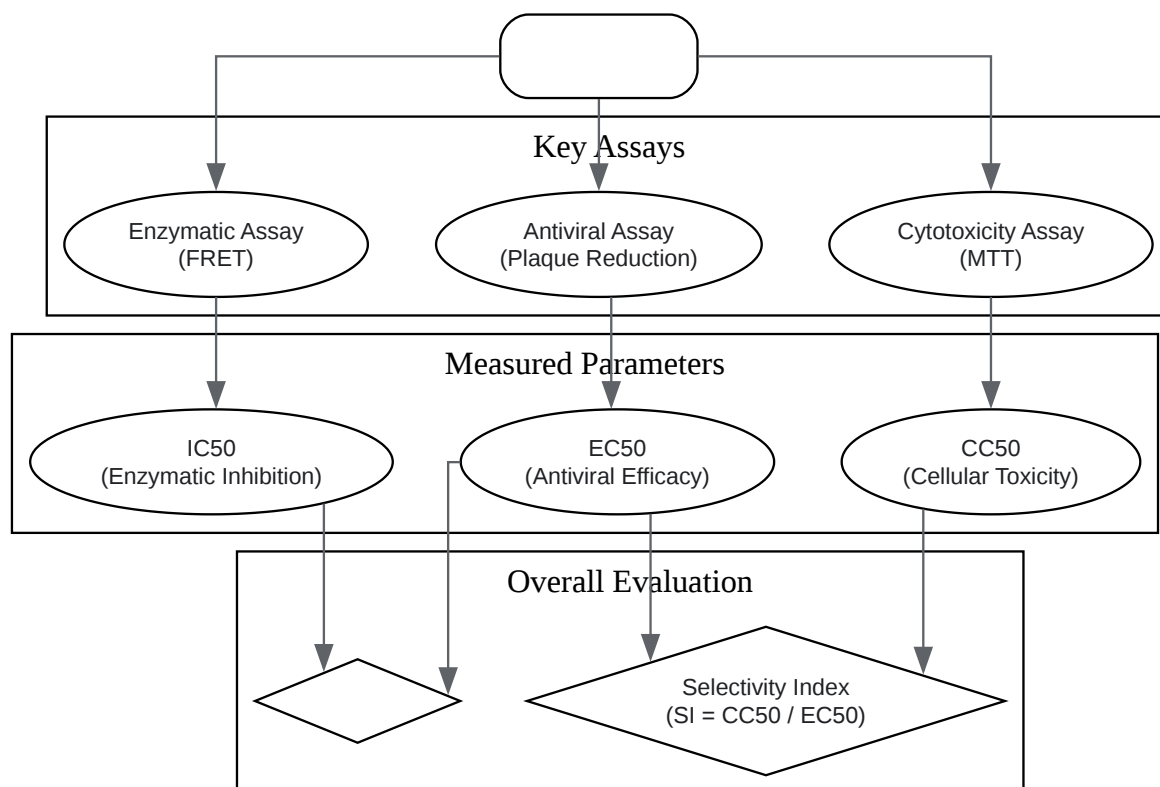 Key Assays
Enzymatic Assay
(FRET)
Antiviral Assay
(Plaque Reduction)
Cytotoxicity Assay
(MTT)
Measured Parameters
IC50
(Enzymatic Inhibition)
EC50
(Antiviral Efficacy)
CC50
(Cellular Toxicity)
Overall Evaluation
Selectivity Index
(SI = CC50 / EC50)